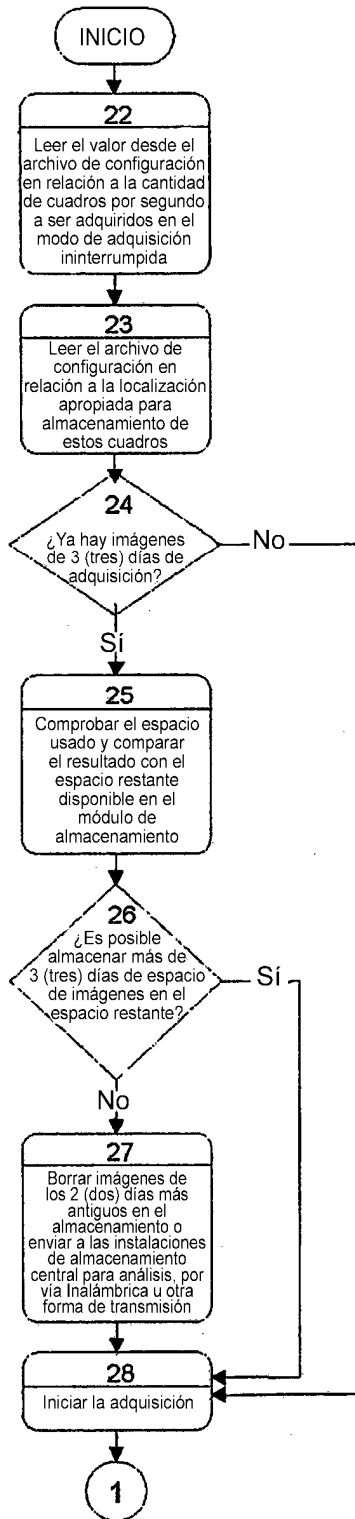 INICIO
22
Leer el valor desde el
archivo de configuración
en relación a la cantidad
de cuadros por segundo
a ser adquiridos en el
modo de adquisición
ininterrumpida
23
Leer el archivo de
configuración en
relación a la localización
apropiada para
almacenamiento de
estos cuadros
24
¿Ya hay imágenes
de 3 (tres) días de
adquisición?
No
Sí
25
Comprobar el espacio
usado y comparar
el resultado con el
espacio restante
disponible en el
módulo de
almacenamiento
26
¿Es posible
almacenar más de
3 (tres) días de espacio
de imágenes en el
espacio restante?
Sí
No
27
Borrar imágenes de
los 2 (dos) días más
antiguos en el
almacenamiento o
enviar a las instalaciones
de almacenamiento
central para análisis, por
vía Inalámbrica u otra
forma de transmisión
28
Iniciar la adquisición
1